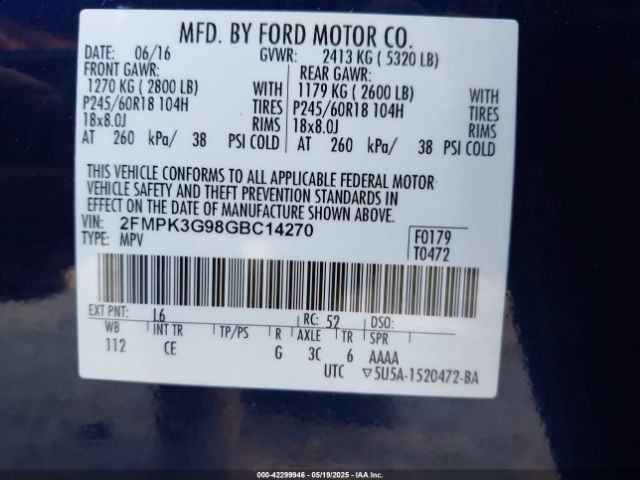 MFD. BY FORD MOTOR CO.
DATE: 06/16 GVWR: 2413 KG ( 5320 LB)
FRONT GAWR: REAR GAWR:
1270 KG ( 2800 LB) WITH 1179 KG ( 2600 LB) WITH
P245/60R18 104H TIRES P245/60R18 104H TIRES
18x8.0J RIMS 18x8.0J RIMS
AT 260 kPa/ 38 PSI COLD AT 260 kPa/ 38 PSI COLD
THIS VEHICLE CONFORMS TO ALL APPLICABLE FEDERAL MOTOR
VEHICLE SAFETY AND THEFT PREVENTION STANDARDS IN
EFFECT ON THE DATE OF MANUFACTURE SHOWN ABOVE.
VIN: 2FMPK3G98GBC14270 F0179
TYPE: MPV T0472
EXT PNT: L6 RC: 52 DSO:
WB INT TR TP/PS R AXLE TR SPR
112 CE G 3C 6 AAAA
UTC ▽5U5A-1520472-BA
000-42299946 - 05/19/2025 - IAA, Inc.